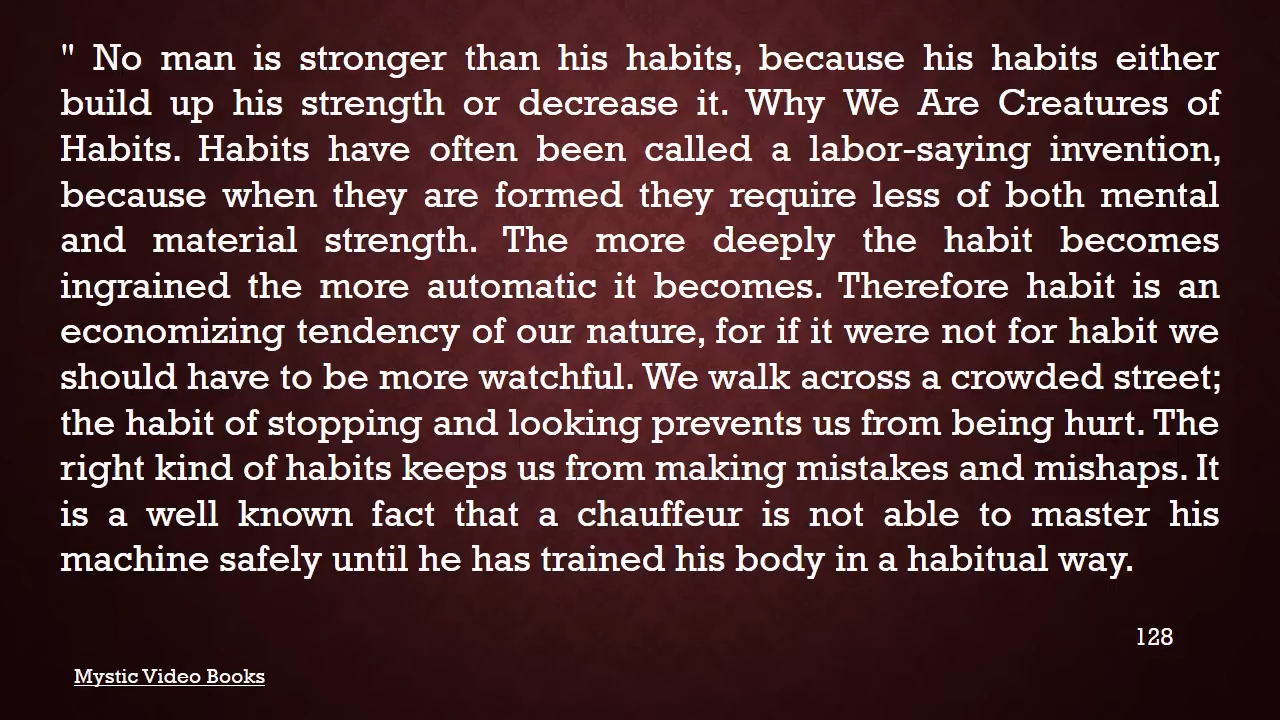 " No man is stronger than his habits, because his habits either
build up his strength or decrease it. Why We Are Creatures of
Habits. Habits have often been called a labor-saying invention,
because when they are formed they require less of both mental
and material strength. The more deeply the habit becomes
ingrained the more automatic it becomes. Therefore habit is an
economizing tendency of our nature, for if it were not for habit we
should have to be more watchful. We walk across a crowded street;
the habit of stopping and looking prevents us from being hurt. The
right kind of habits keeps us from making mistakes and mishaps. It
is a well known fact that a chauffeur is not able to master his
machine safely until he has trained his body in a habitual way.
128
Mystic Video Books